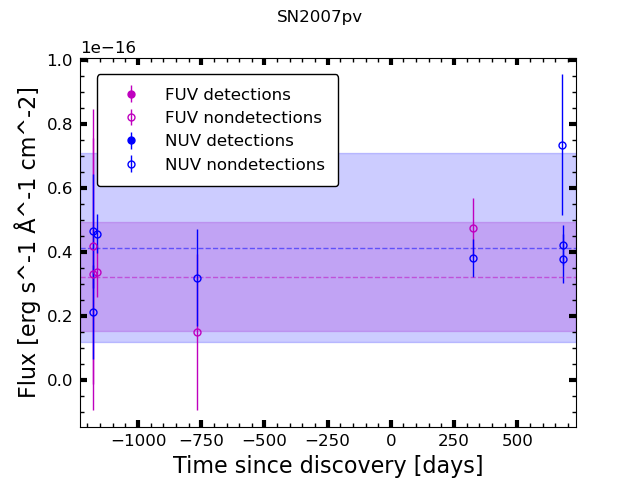 SN2007pv
1e−16
FUV detections
FUV nondetections
NUV detections
NUV nondetections
1.0
0.8
0.6
0.4
0.2
0.0
Flux [erg s^-1 Å^-1 cm^-2]
−1000 −750 −500 −250 0 250 500
Time since discovery [days]